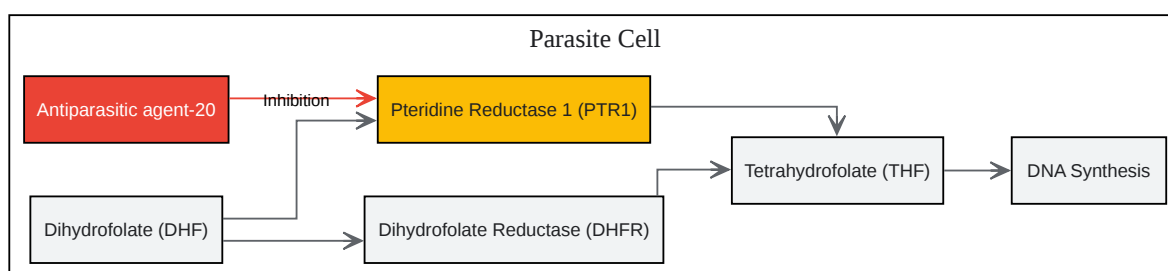 Parasite Cell
Antiparasitic agent-20
Inhibition
Pteridine Reductase 1 (PTR1)
Tetrahydrofolate (THF)
DNA Synthesis
Dihydrofolate (DHF)
Dihydrofolate Reductase (DHFR)